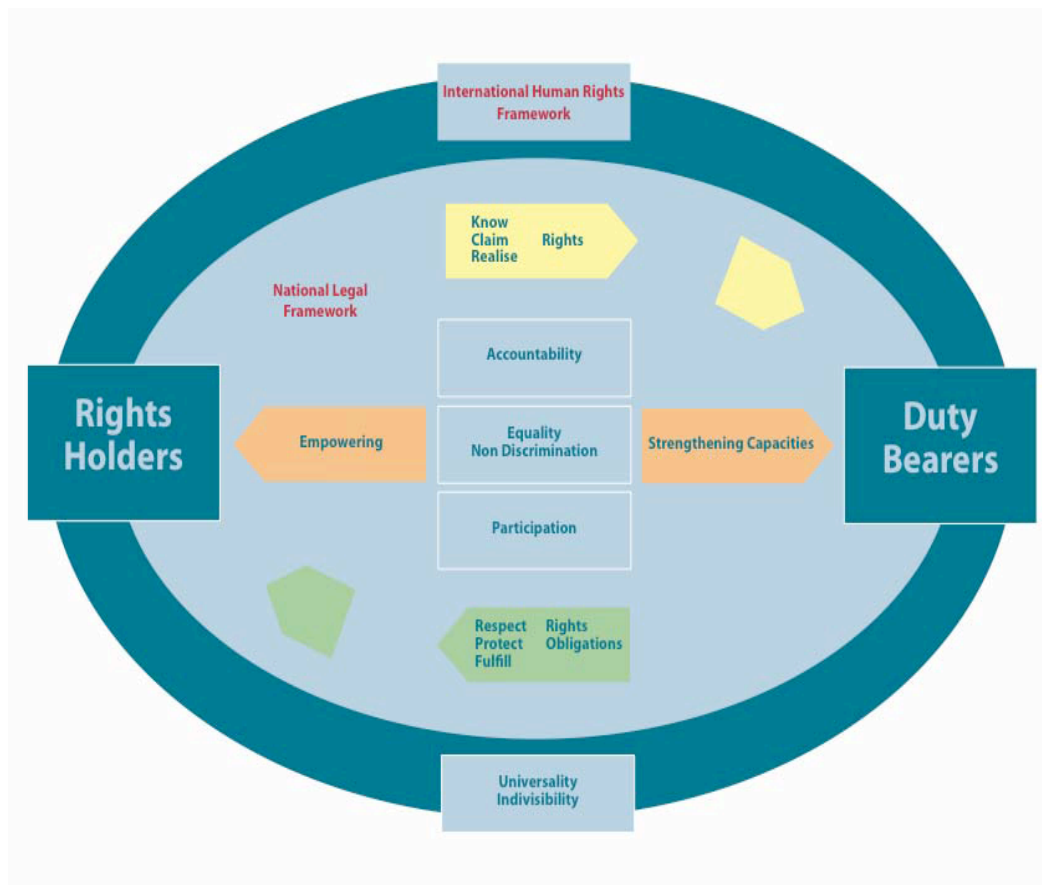 International Human Rights
Framework
Know
Claim Rights
Realise
National Legal
Framework
Accountability
Rights
Holders
Empowering
Equality
Non Discrimination
Strengthening Capacities
Duty
Bearers
Participation
Respect Rights
Protect Obligations
Fulfill
Universality
Indivisibility